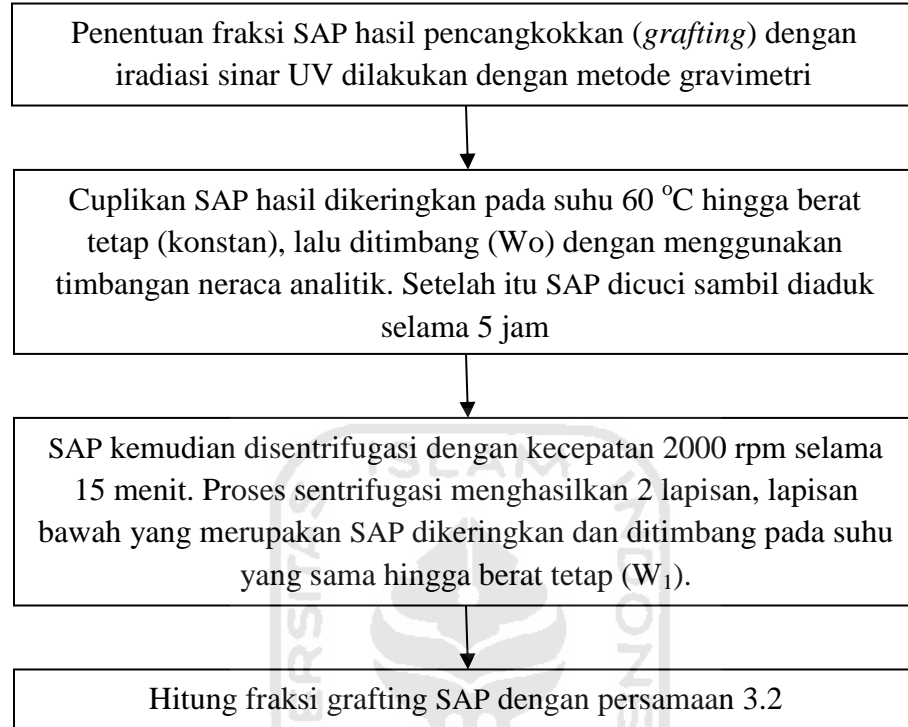 Penentuan fraksi SAP hasil pencangkokkan (grafting) dengan
iradiasi sinar UV dilakukan dengan metode gravimetri
Cuplikan SAP hasil dikeringkan pada suhu 60 °C hingga berat
tetap (konstan), lalu ditimbang (Wo) dengan menggunakan
timbangan neraca analitik. Setelah itu SAP dicuci sambil diaduk
selama 5 jam
SAP kemudian disentrifugasi dengan kecepatan 2000 rpm selama
15 menit. Proses sentrifugasi menghasilkan 2 lapisan, lapisan
bawah yang merupakan SAP dikeringkan dan ditimbang pada suhu
yang sama hingga berat tetap (W₁).
Hitung fraksi grafting SAP dengan persamaan 3.2
ISLAM